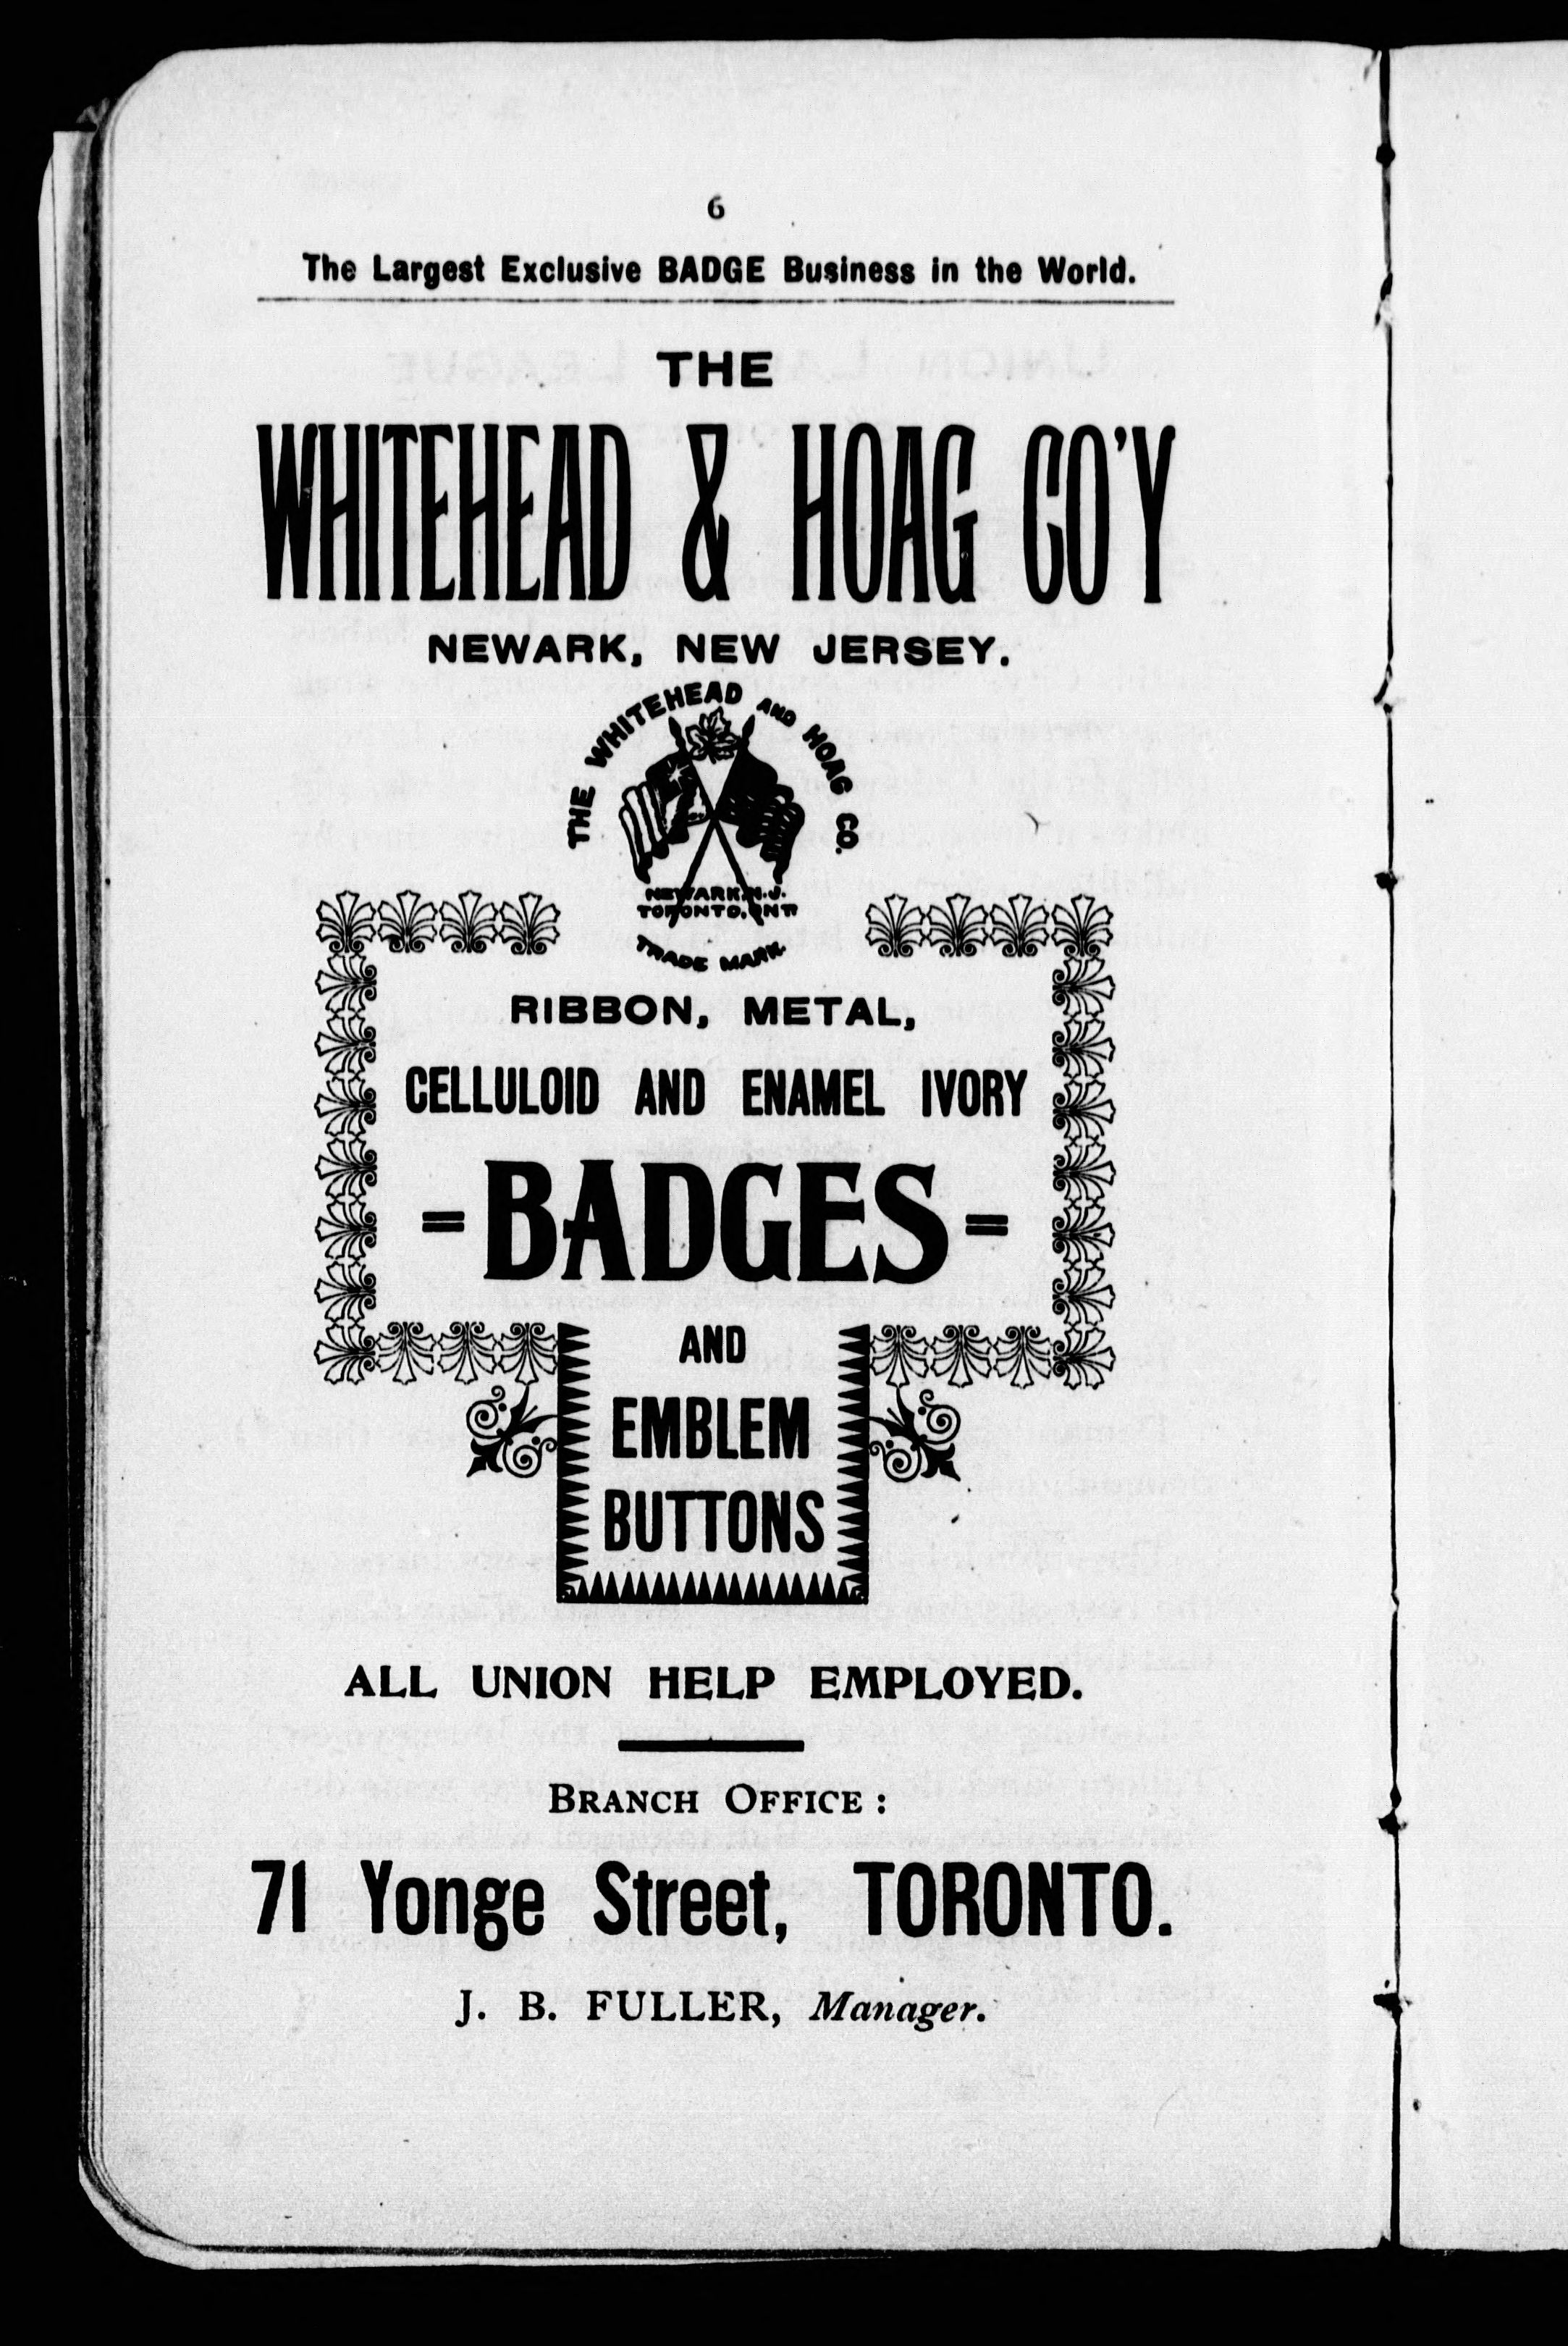 6
The Largest Exclusive BADGE Business in the World.
THE
WHITEHEAD & HOAG CO'Y
NEWARK, NEW JERSEY.
THE WHITEHEAD AND HOAG CO.
NEWARK, N.J.
TORONTO, ONT.
TRADE MARK
RIBBON, METAL,
CELLULOID AND ENAMEL IVORY
=BADGES=
AND
EMBLEM
BUTTONS
ALL UNION HELP EMPLOYED.
BRANCH OFFICE:
71 Yonge Street, TORONTO.
J. B. FULLER, Manager.